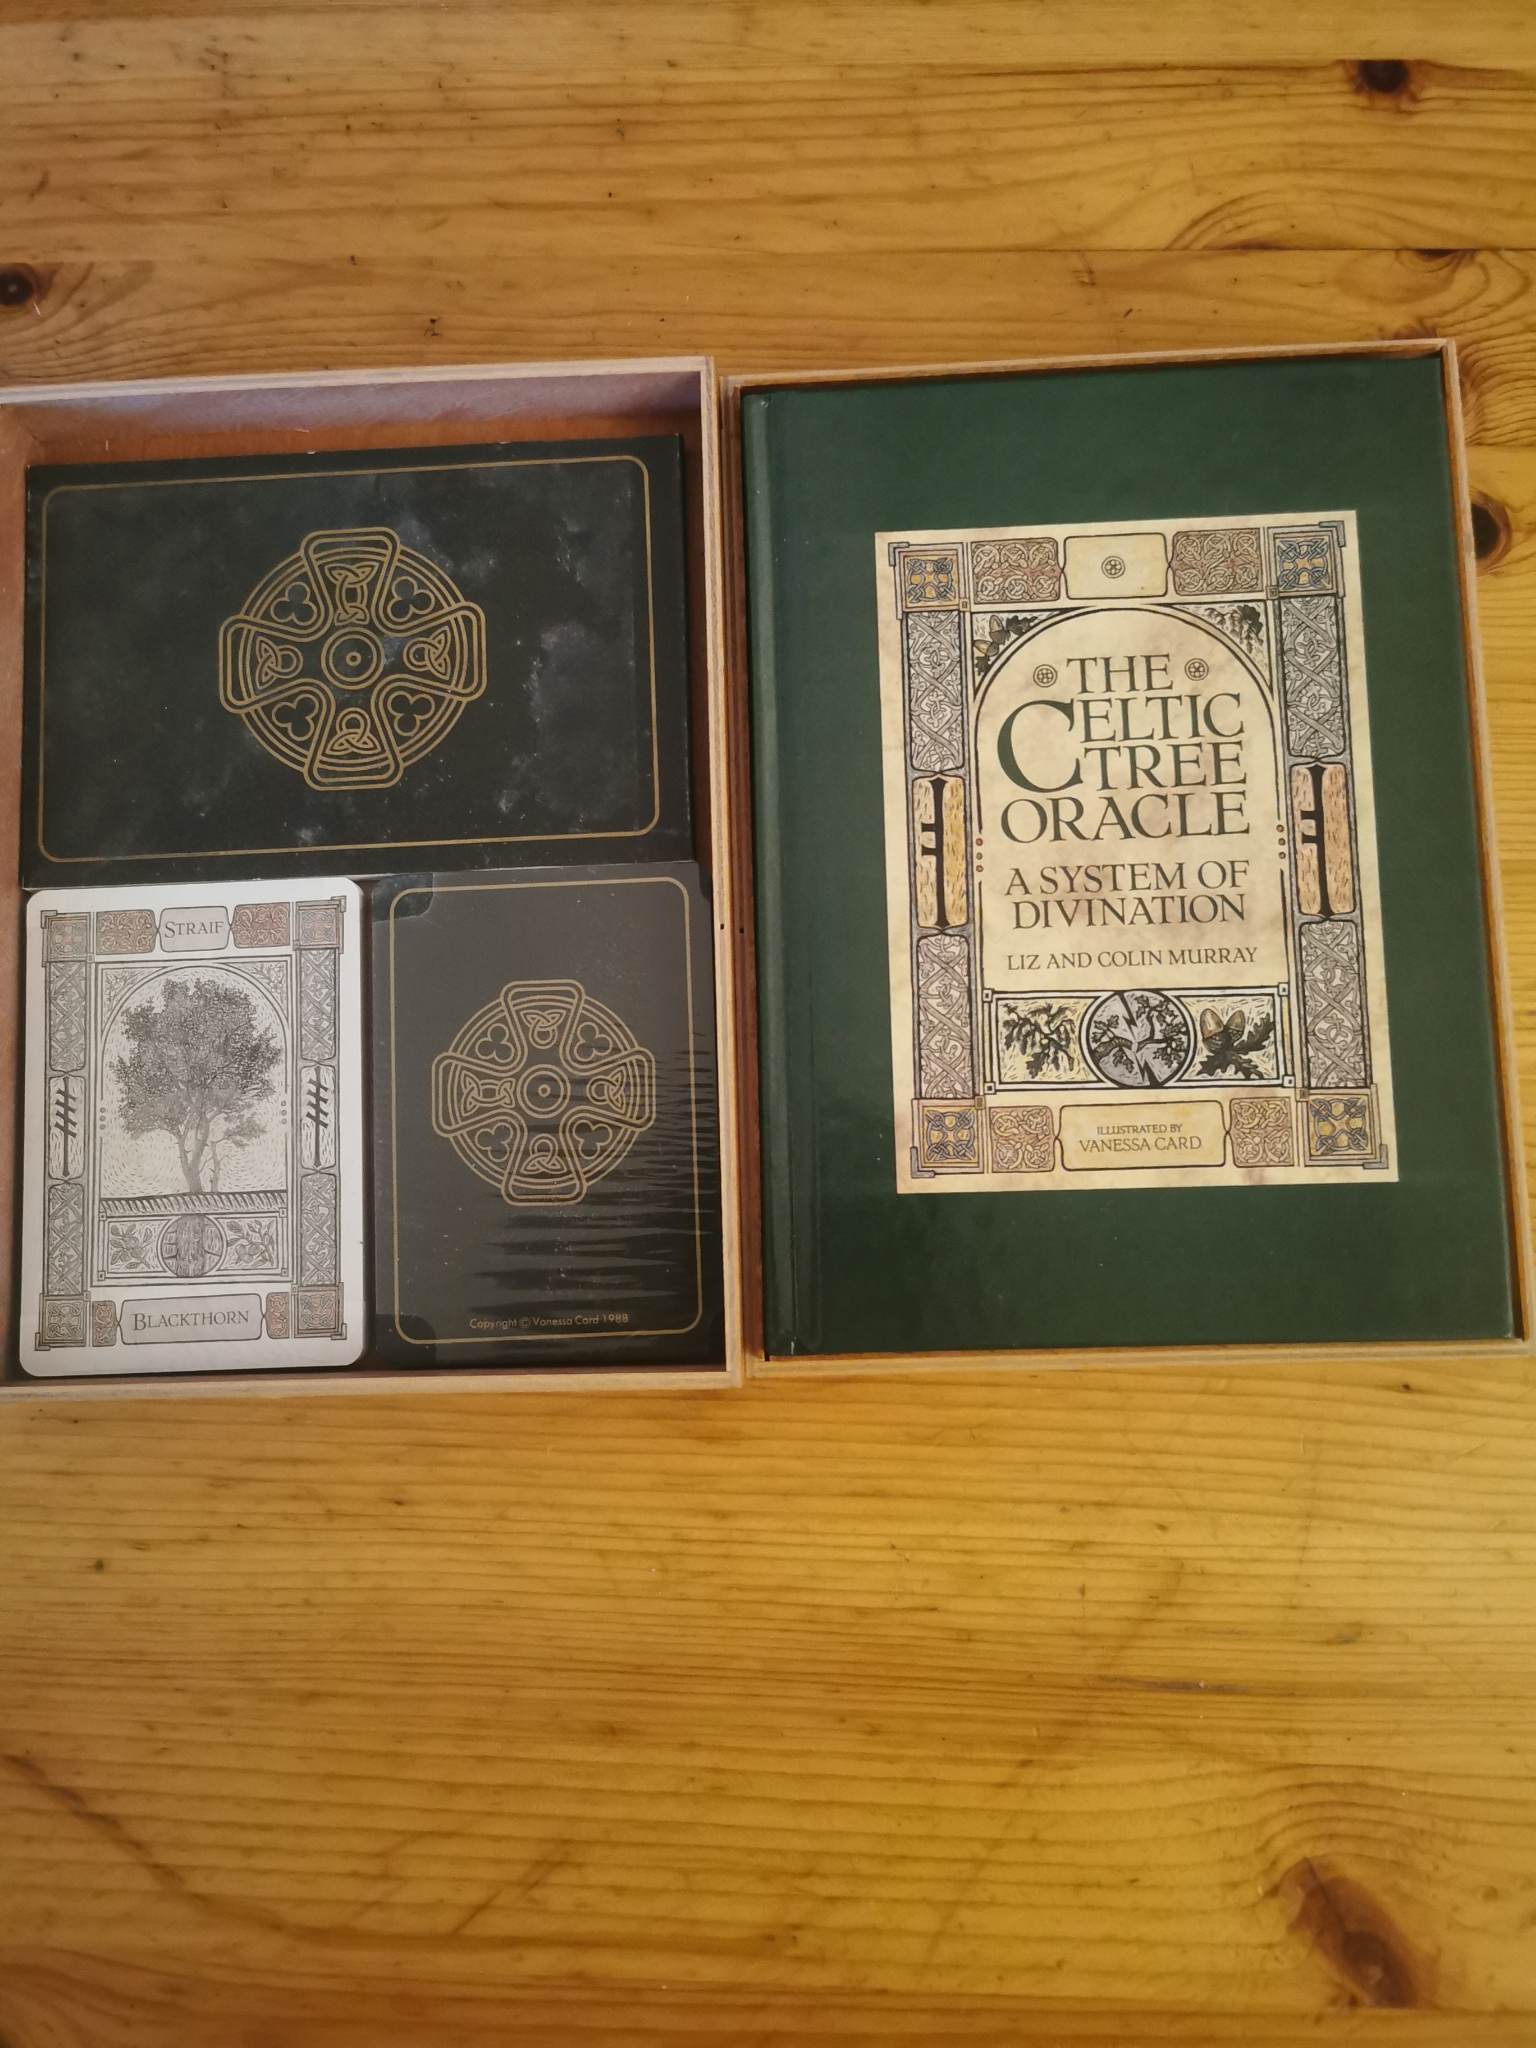 STRAIF
BLACKTHORN
Copyright © Vanessa Card 1988
THE
CELTIC
TREE
ORACLE
A SYSTEM OF
DIVINATION
LIZ AND COLIN MURRAY
ILLUSTRATED BY
VANESSA CARD